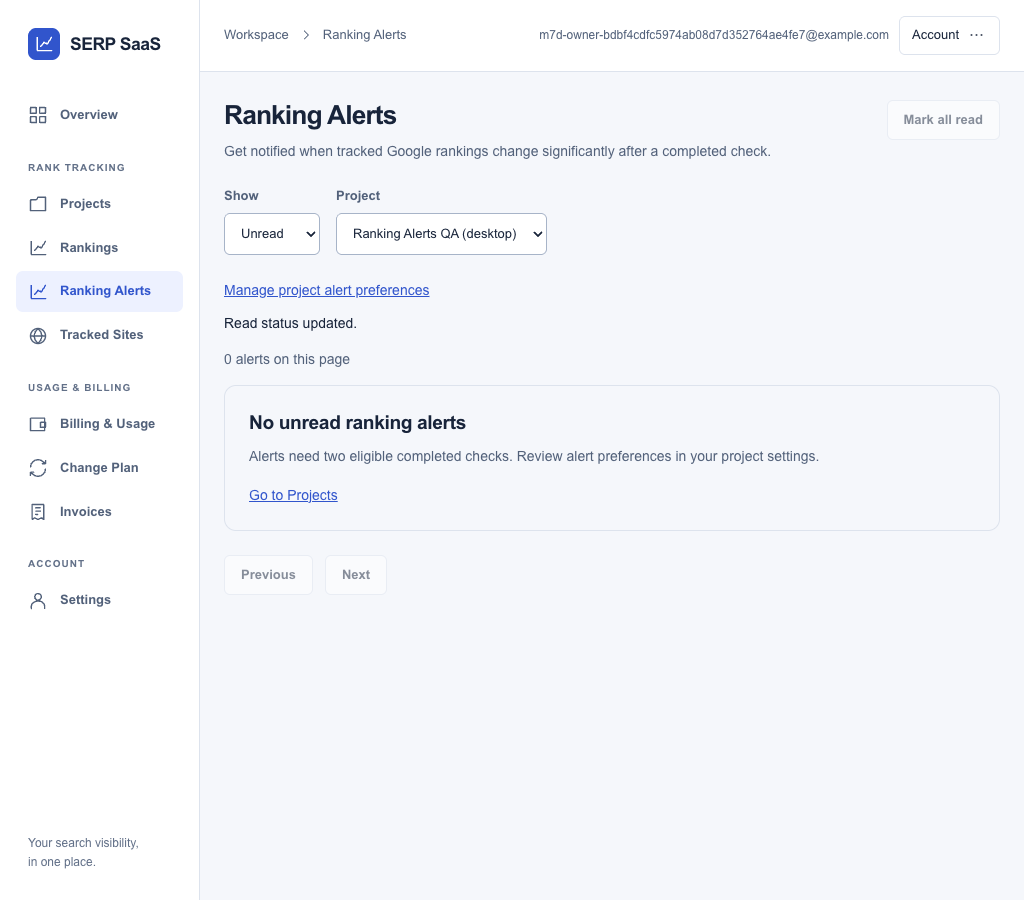 SERP SaaS
Overview
RANK TRACKING
Projects
Rankings
Ranking Alerts
Tracked Sites
USAGE & BILLING
Billing & Usage
Change Plan
Invoices
ACCOUNT
Settings
Your search visibility,
in one place.
Workspace > Ranking Alerts
m7d-owner-bdbf4cdfc5974ab08d7d352764ae4fe7@example.com
Account ···
Ranking Alerts
Mark all read
Get notified when tracked Google rankings change significantly after a completed check.
Show Project
Unread Ranking Alerts QA (desktop)
Manage project alert preferences
Read status updated.
0 alerts on this page
No unread ranking alerts
Alerts need two eligible completed checks. Review alert preferences in your project settings.
Go to Projects
Previous Next